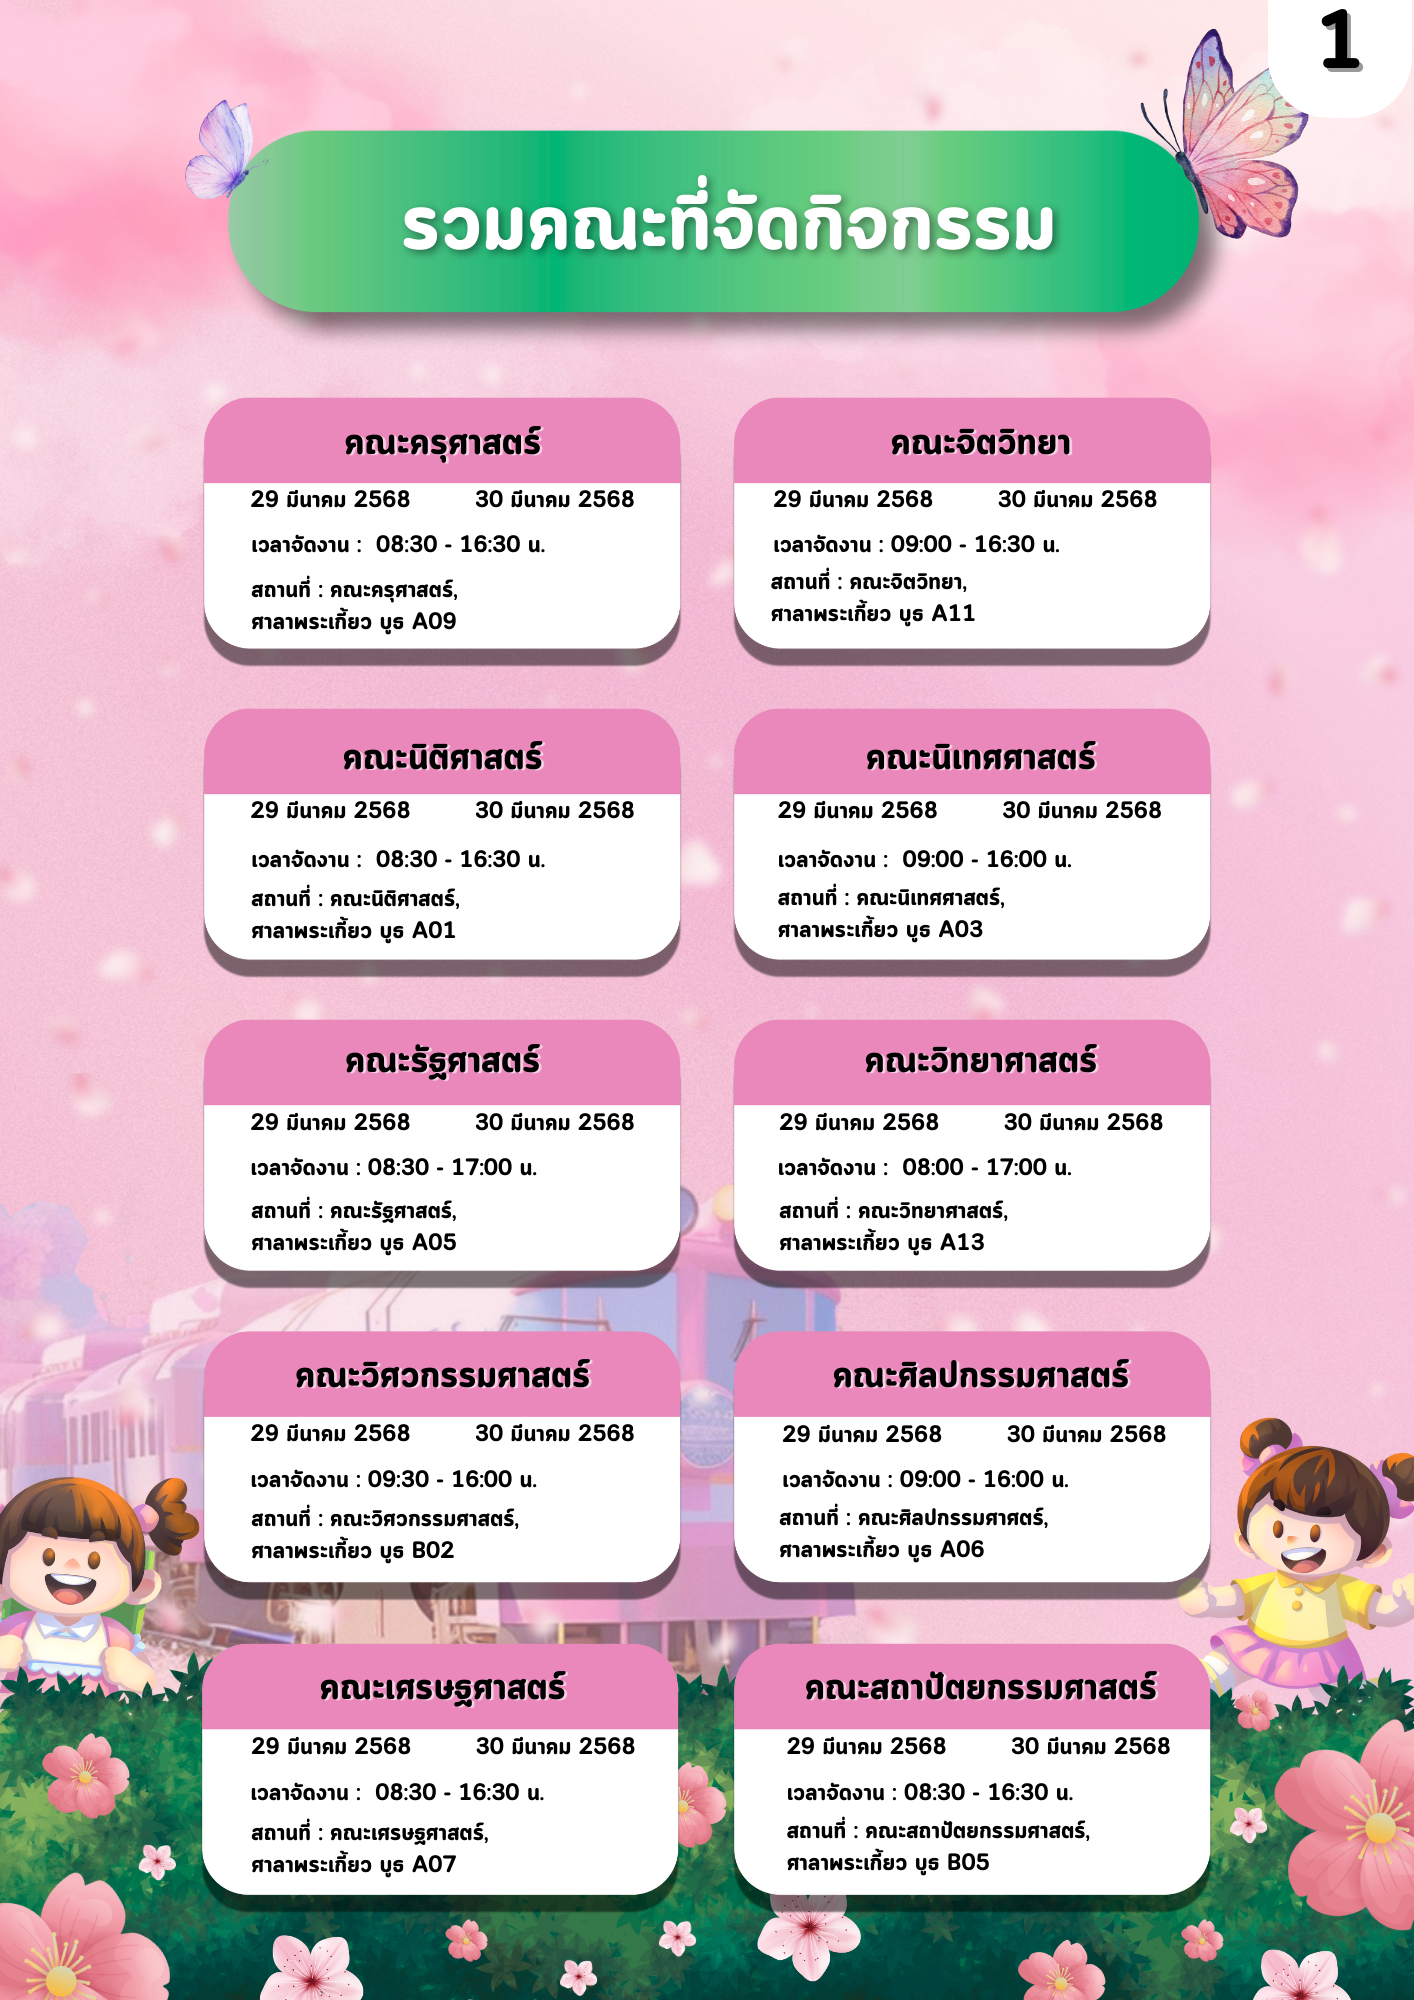 1
รวมคณะที่จัดกิจกรรม
คณะครุศาสตร์
29 มีนาคม 2568 30 มีนาคม 2568
เวลาจัดงาน : 08:30 - 16:30 น.
สถานที่ : คณะครุศาสตร์,
ศาลาพระเกี้ยว บูธ A09
คณะจิตวิทยา
29 มีนาคม 2568 30 มีนาคม 2568
เวลาจัดงาน : 09:00 - 16:30 น.
สถานที่ : คณะจิตวิทยา,
ศาลาพระเกี้ยว บูธ A11
คณะนิติศาสตร์
29 มีนาคม 2568 30 มีนาคม 2568
เวลาจัดงาน : 08:30 - 16:30 น.
สถานที่ : คณะนิติศาสตร์,
ศาลาพระเกี้ยว บูธ A01
คณะนิเทศศาสตร์
29 มีนาคม 2568 30 มีนาคม 2568
เวลาจัดงาน : 09:00 - 16:00 น.
สถานที่ : คณะนิเทศศาสตร์,
ศาลาพระเกี้ยว บูธ A03
คณะรัฐศาสตร์
29 มีนาคม 2568 30 มีนาคม 2568
เวลาจัดงาน : 08:30 - 17:00 น.
สถานที่ : คณะรัฐศาสตร์,
ศาลาพระเกี้ยว บูธ A05
คณะวิทยาศาสตร์
29 มีนาคม 2568 30 มีนาคม 2568
เวลาจัดงาน : 08:00 - 17:00 น.
สถานที่ : คณะวิทยาศาสตร์,
ศาลาพระเกี้ยว บูธ A13
คณะวิศวกรรมศาสตร์
29 มีนาคม 2568 30 มีนาคม 2568
เวลาจัดงาน : 09:30 - 16:00 น.
สถานที่ : คณะวิศวกรรมศาสตร์,
ศาลาพระเกี้ยว บูธ B02
คณะศิลปกรรมศาสตร์
29 มีนาคม 2568 30 มีนาคม 2568
เวลาจัดงาน : 09:00 - 16:00 น.
สถานที่ : คณะศิลปกรรมศาศตร์,
ศาลาพระเกี้ยว บูธ A06
คณะเศรษฐศาสตร์
29 มีนาคม 2568 30 มีนาคม 2568
เวลาจัดงาน : 08:30 - 16:30 น.
สถานที่ : คณะเศรษฐศาสตร์,
ศาลาพระเกี้ยว บูธ A07
คณะสถาปัตยกรรมศาสตร์
29 มีนาคม 2568 30 มีนาคม 2568
เวลาจัดงาน : 08:30 - 16:30 น.
สถานที่ : คณะสถาปัตยกรรมศาสตร์,
ศาลาพระเกี้ยว บูธ B05